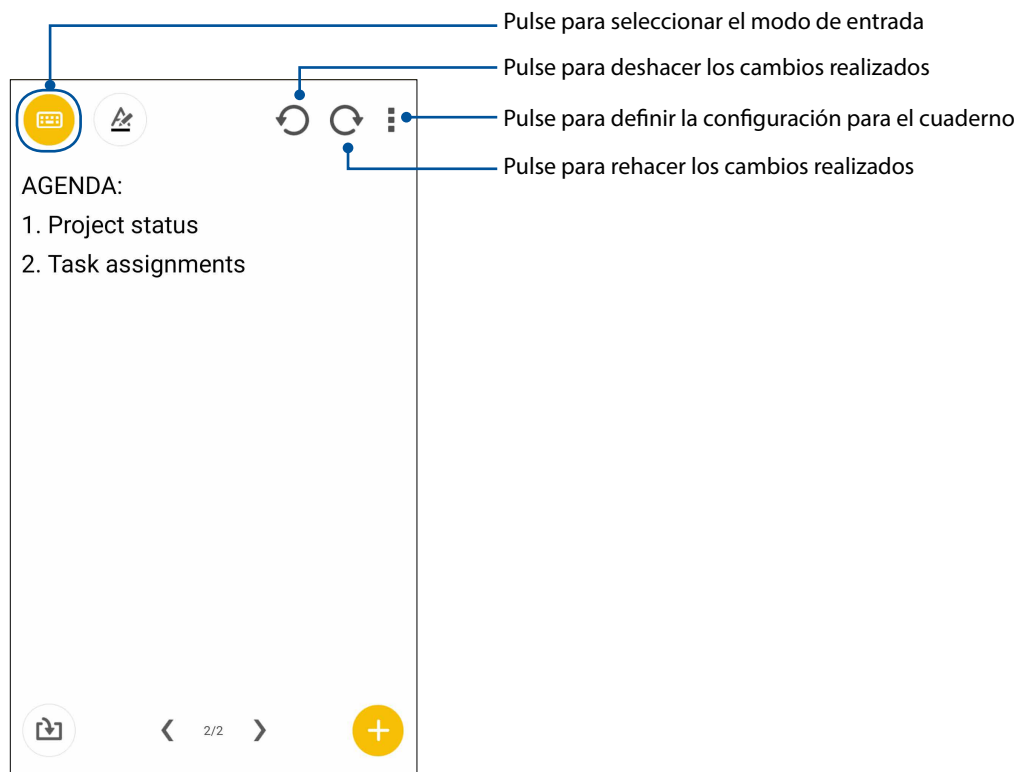 Pulse para seleccionar el modo de entrada
Pulse para deshacer los cambios realizados
Pulse para definir la configuración para el cuaderno
Pulse para rehacer los cambios realizados
AGENDA:
1. Project status
2. Task assignments
2/2